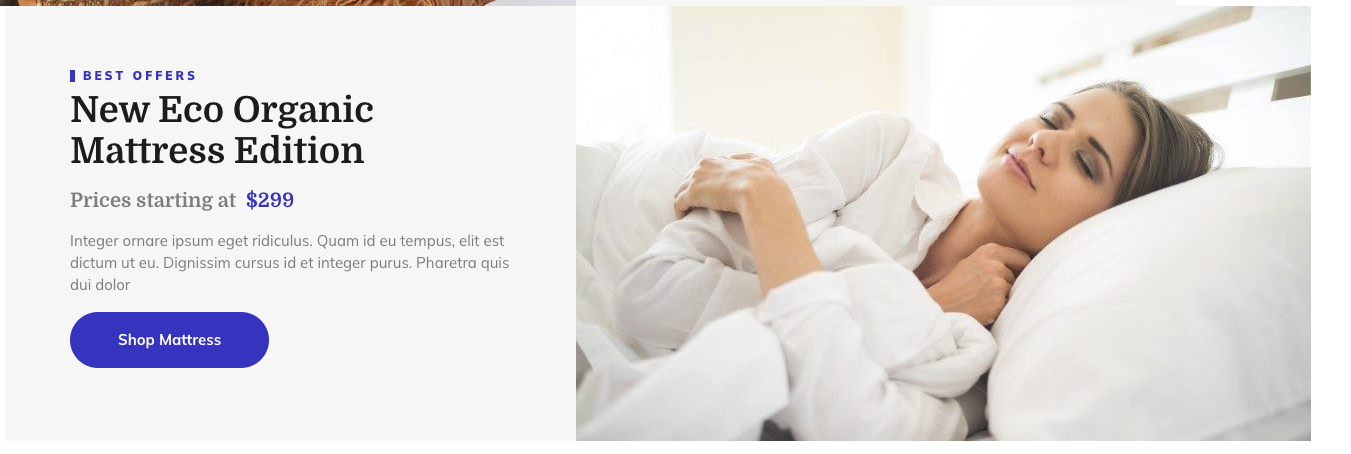 BEST OFFERS
New Eco Organic
Mattress Edition
Prices starting at $299
Integer ornare ipsum eget ridiculus. Quam id eu tempus, elit est
dictum ut eu. Dignissim cursus id et integer purus. Pharetra quis
dui dolor
Shop Mattress